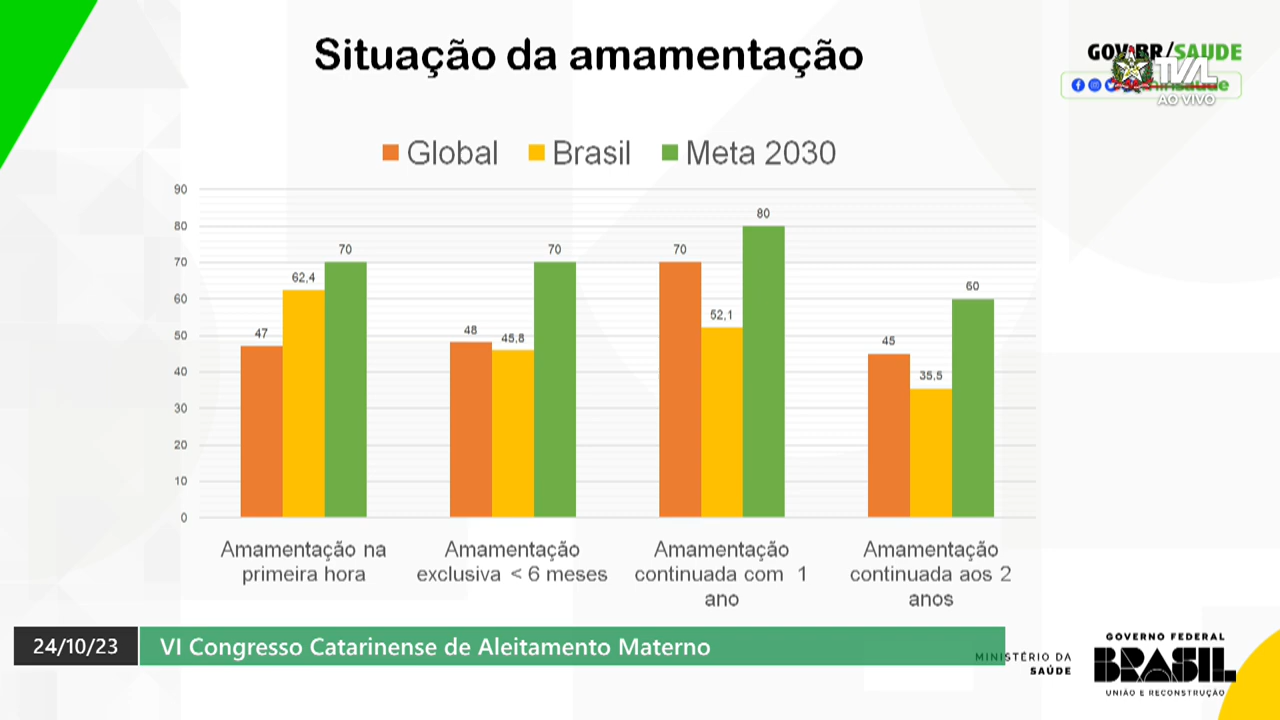 Situação da amamentação
GOV.BR/SAUDE
TVAL
minsaude
AO VIVO
Global Brasil Meta 2030
90
80
70
60
50
40
30
20
10
0
47 62,4 70
48 45,8 70
70 52,1 80
45 35,5 60
Amamentação na
primeira hora
Amamentação
exclusiva < 6 meses
Amamentação
continuada com 1
ano
Amamentação
continuada aos 2
anos
24/10/23 VI Congresso Catarinense de Aleitamento Materno
MINISTÉRIO DA
SAÚDE
GOVERNO FEDERAL
BRASIL
UNIÃO E RECONSTRUÇÃO